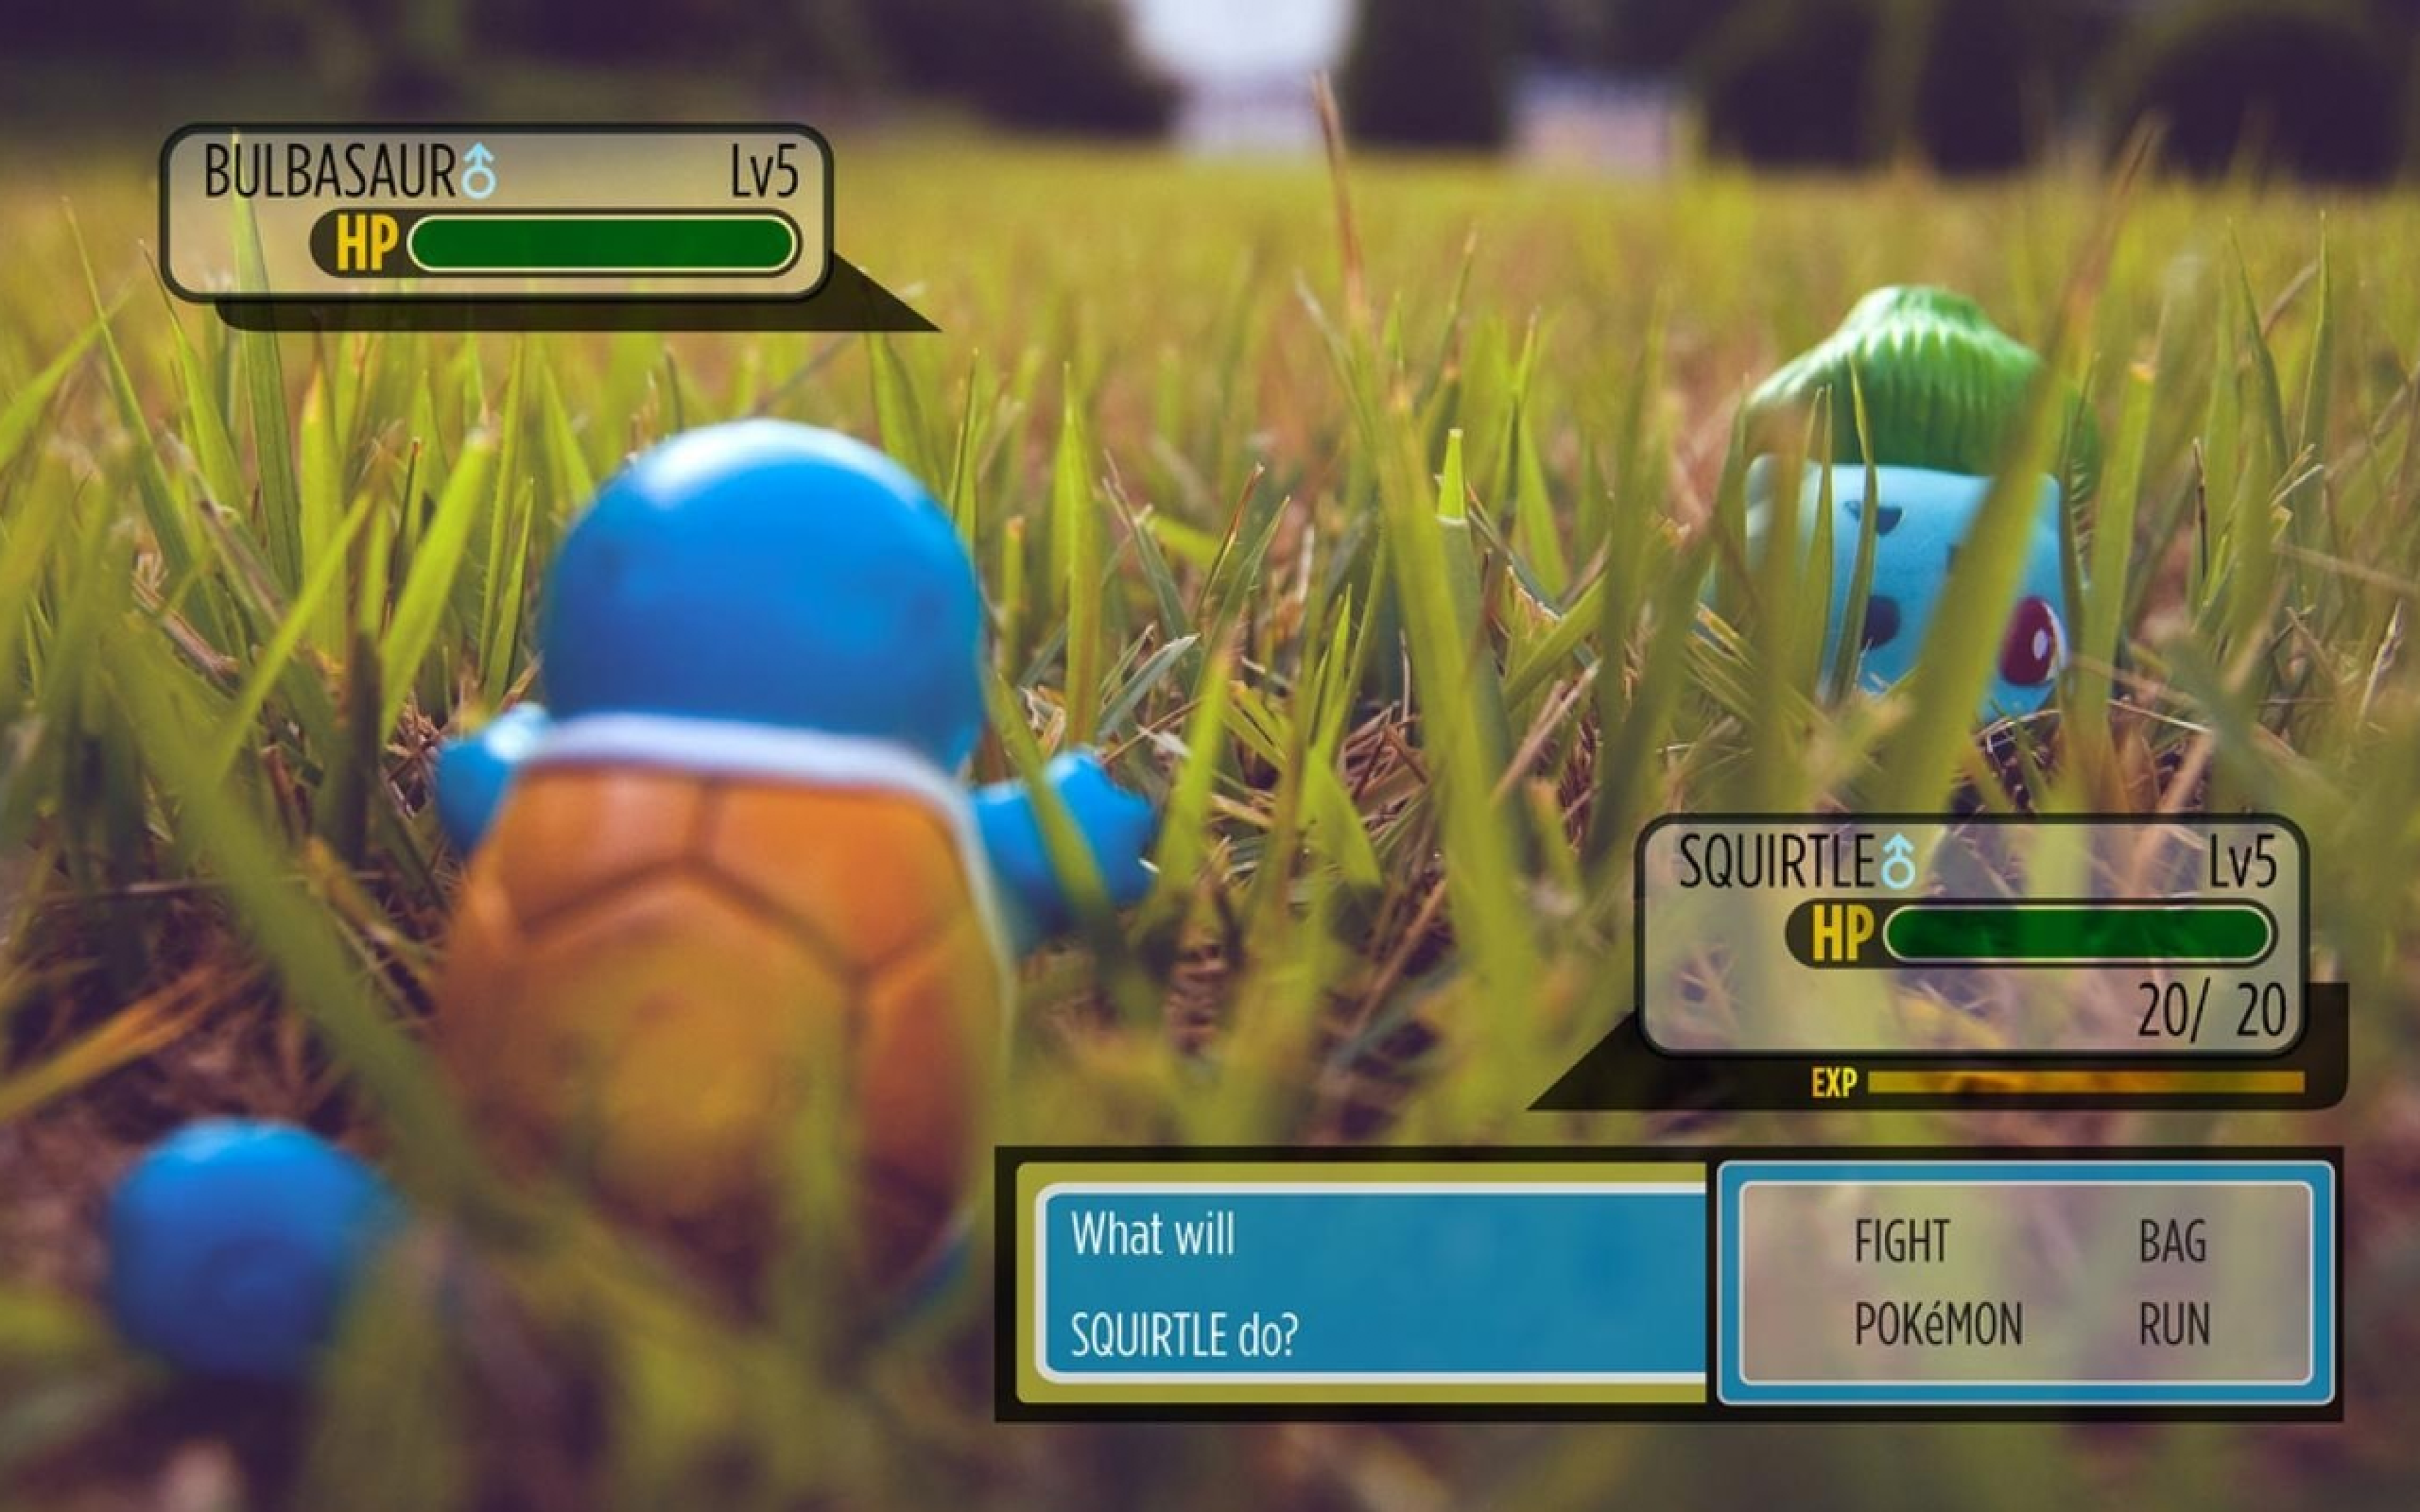 BULBASAUR♂ Lv5
HP
SQUIRTLE♂ Lv5
HP
20/ 20
EXP
What will
SQUIRTLE do?
FIGHT BAG
POKéMON RUN